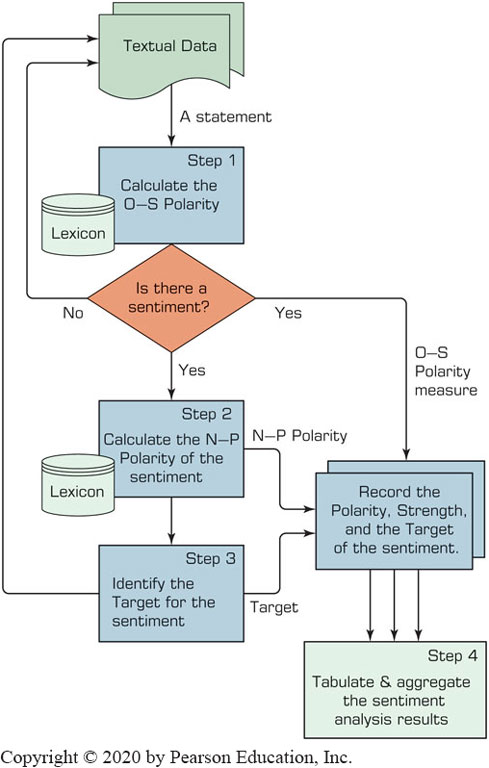 Textual Data
A statement
Step 1
Calculate the
O–S Polarity
Lexicon
Is there a
sentiment?
No
Yes
O–S
Polarity
measure
Yes
Step 2
Calculate the N–P
Polarity of the
sentiment
N–P Polarity
Lexicon
Record the
Polarity, Strength,
and the Target
of the sentiment.
Step 3
Identify the
Target for the
sentiment
Target
Step 4
Tabulate & aggregate
the sentiment
analysis results
Copyright © 2020 by Pearson Education, Inc.